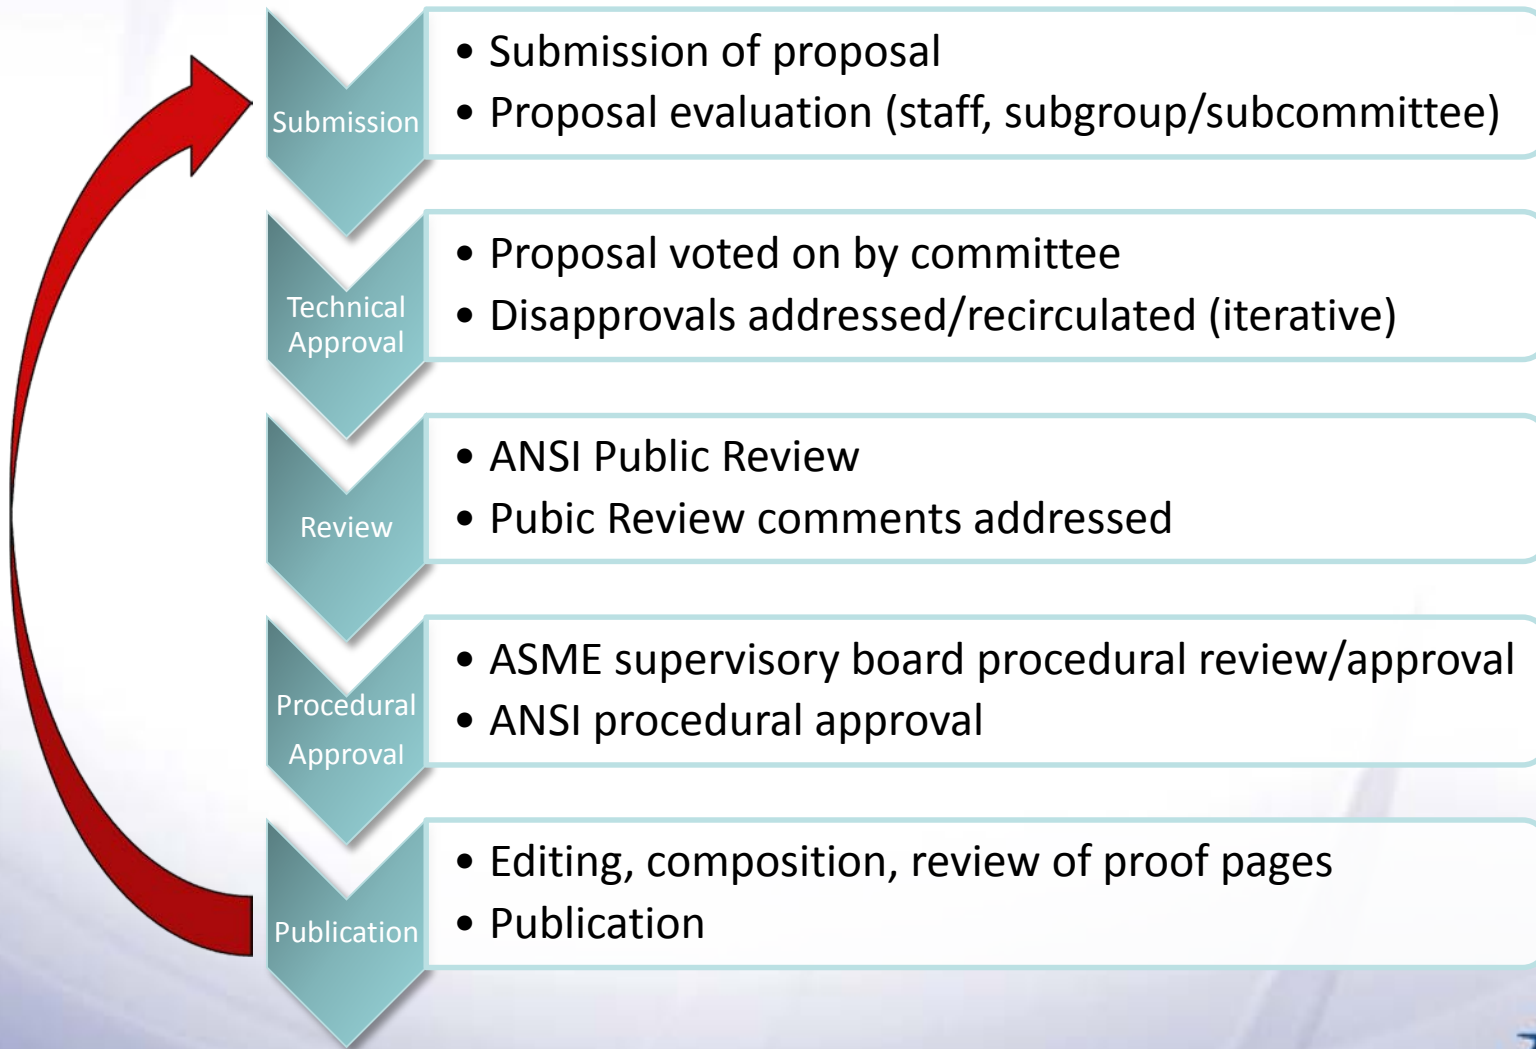 Submission
• Submission of proposal
• Proposal evaluation (staff, subgroup/subcommittee)
Technical
Approval
• Proposal voted on by committee
• Disapprovals addressed/recirculated (iterative)
Review
• ANSI Public Review
• Pubic Review comments addressed
Procedural
Approval
• ASME supervisory board procedural review/approval
• ANSI procedural approval
Publication
• Editing, composition, review of proof pages
• Publication